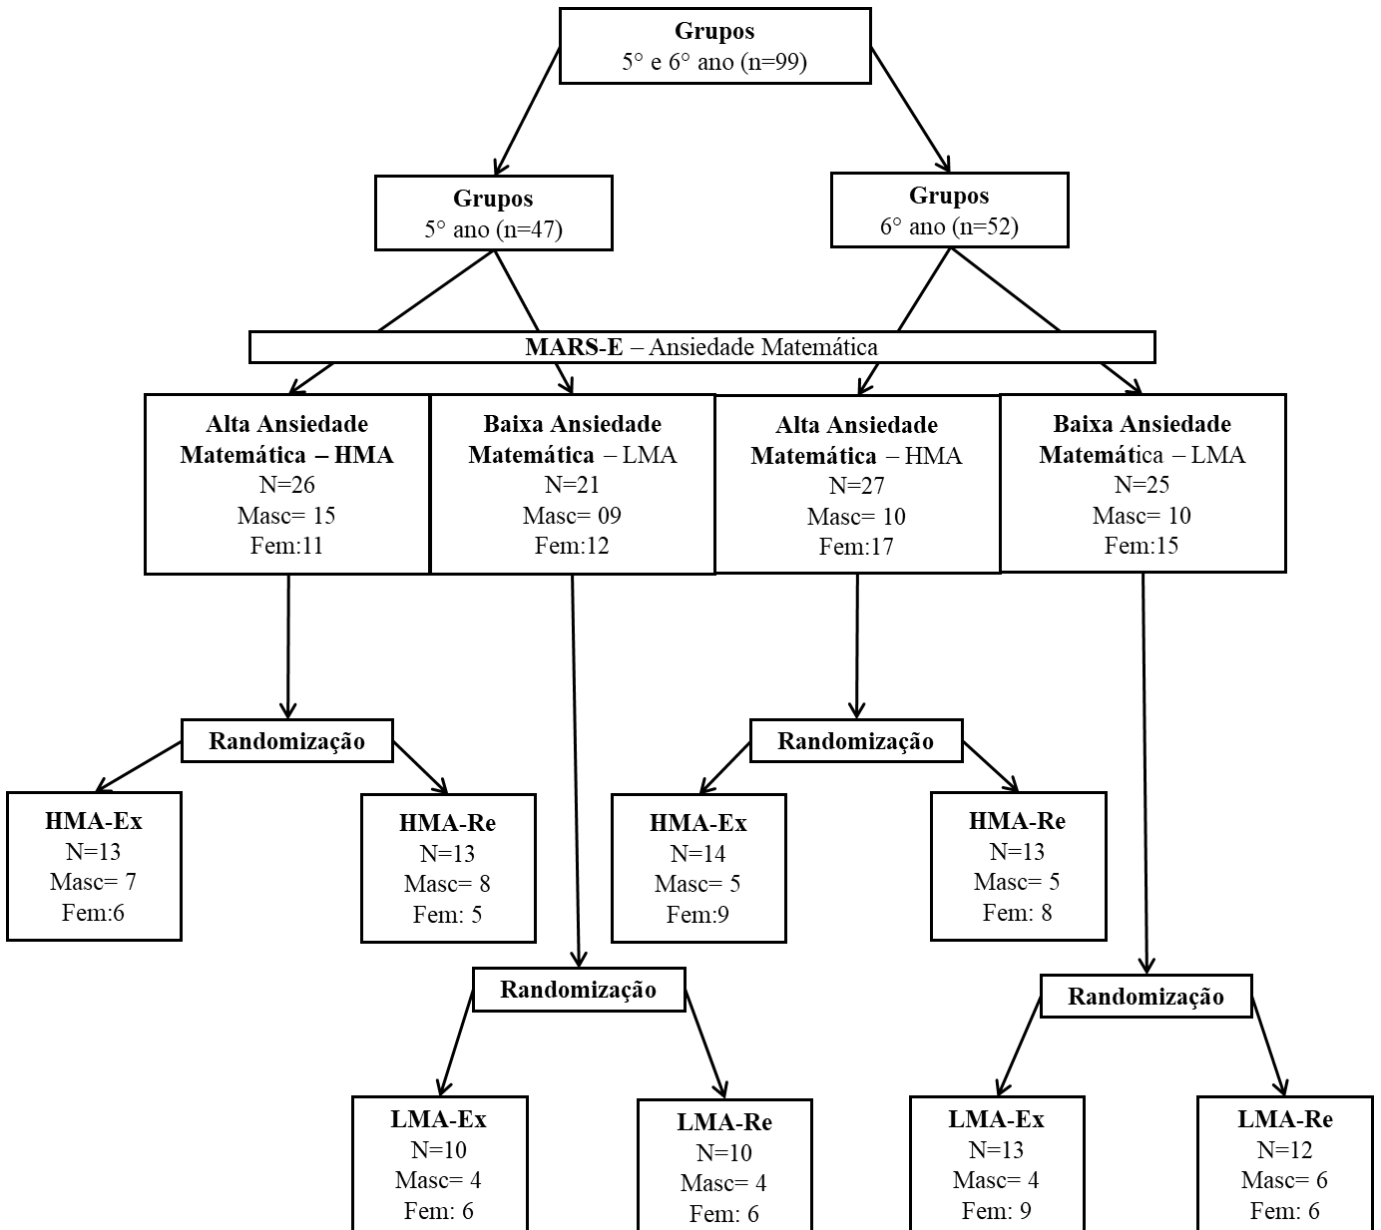 Grupos
5° e 6° ano (n=99)
Grupos
5° ano (n=47)
Grupos
6° ano (n=52)
MARS-E – Ansiedade Matemática
Alta Ansiedade
Matemática – HMA
N=26
Masc= 15
Fem:11
Baixa Ansiedade
Matemática – LMA
N=21
Masc= 09
Fem:12
Alta Ansiedade
Matemática – HMA
N=27
Masc= 10
Fem:17
Baixa Ansiedade
Matemática – LMA
N=25
Masc= 10
Fem:15
Randomização
Randomização
HMA-Ex
N=13
Masc= 7
Fem:6
HMA-Re
N=13
Masc= 8
Fem: 5
HMA-Ex
N=14
Masc= 5
Fem:9
HMA-Re
N=13
Masc= 5
Fem: 8
Randomização
Randomização
LMA-Ex
N=10
Masc= 4
Fem: 6
LMA-Re
N=10
Masc= 4
Fem: 6
LMA-Ex
N=13
Masc= 4
Fem: 9
LMA-Re
N=12
Masc= 6
Fem: 6